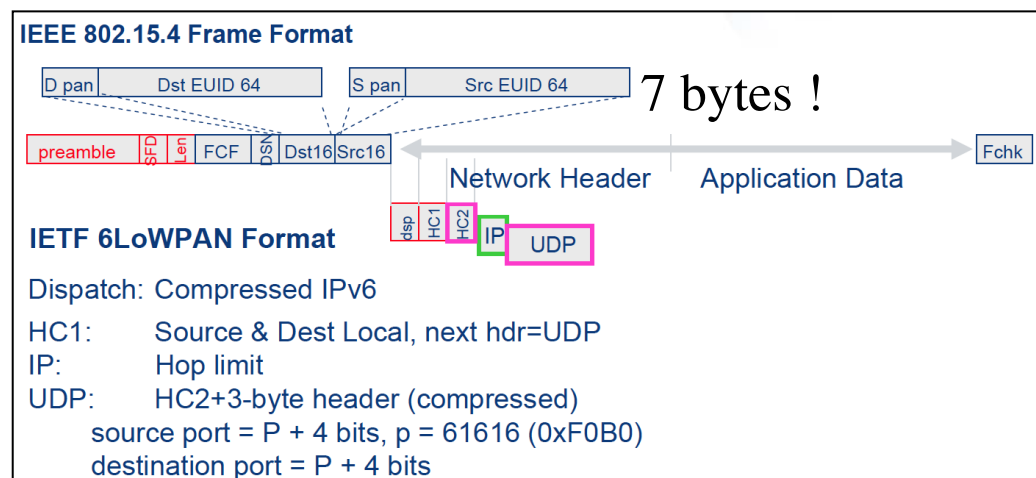 IEEE 802.15.4 Frame Format
D pan Dst EUID 64 S pan Src EUID 64
7 bytes !
preamble SFD Len FCF DSN Dst16 Src16 Fchk
Network Header Application Data
dsp HC1 HC2 IP UDP
IETF 6LoWPAN Format
Dispatch: Compressed IPv6
HC1: Source & Dest Local, next hdr=UDP
IP: Hop limit
UDP: HC2+3-byte header (compressed)
source port = P + 4 bits, p = 61616 (0xF0B0)
destination port = P + 4 bits